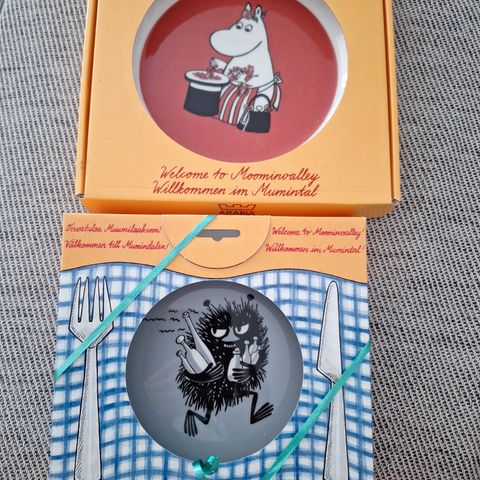 Welcome to Moominvalley
Willkommen im Mumintal
ARABIA
Tervetuloa Muumilaaksoon!
Välkommen till Mumindalen!
Welcome to Moominvalley!
Willkommen im Mumintal!